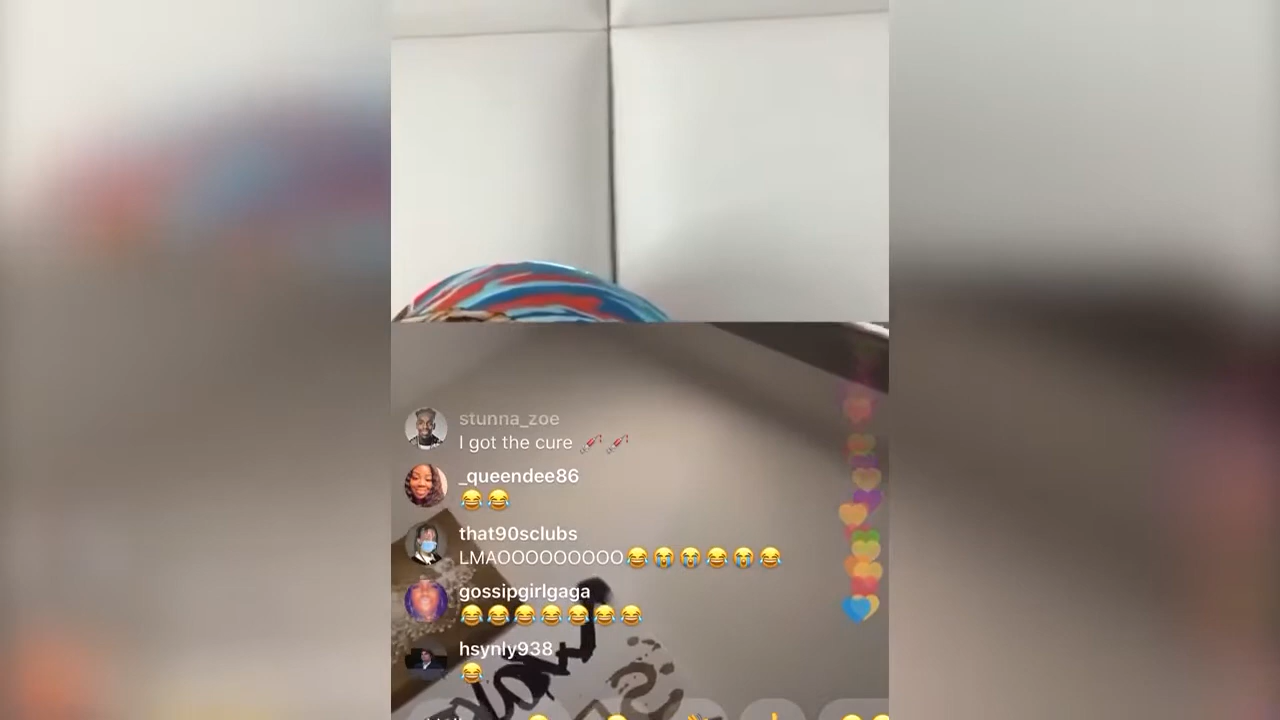 stunna_zoe
I got the cure 💉 💉
_queendee86
😂😂
that90sclubs
LMAOOOOOOOOO😂😭😭😂😭😂
gossipgirlgaga
😂😂😂😂😂😂😂
hsynly938
😂